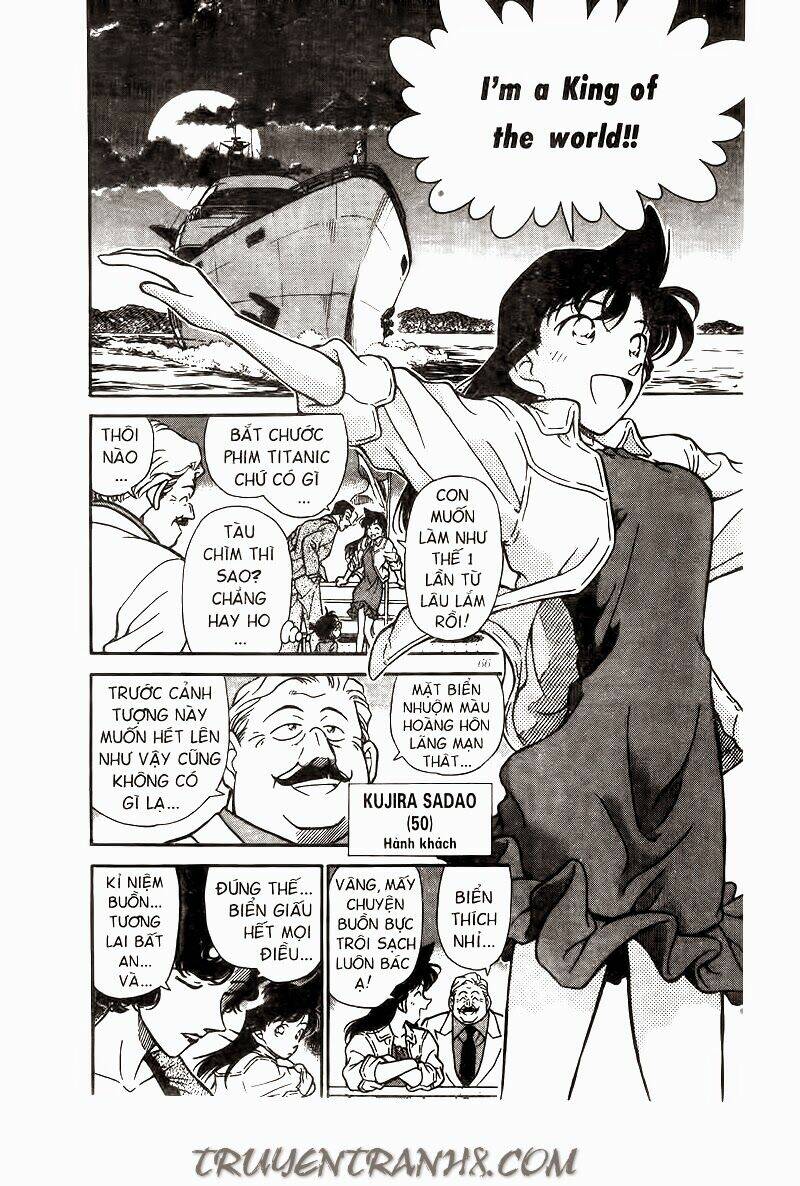 I'm a King of
the world!!
CON
MUỐN
LÀM NHƯ
THẾ 1
LẦN TỪ
LÂU LẮM
RỒI!
BẮT CHƯỚC
PHIM TITANIC
CHỨ CÓ GÌ
...
THÔI
NÀO
...
TÀU
CHÌM THÌ
SAO?
CHẲNG
HAY HO
...
66
MẶT BIỂN
NHUỘM MÀU
HOÀNG HÔN
LÃNG MẠN
THẬT...
TRƯỚC CẢNH
TƯỢNG NÀY
MUỐN HÉT LÊN
NHƯ VẬY CŨNG
KHÔNG CÓ
GÌ LẠ...
KUJIRA SADAO
(50)
Hành khách
BIỂN
THÍCH
NHỈ...
VÂNG, MẤY
CHUYỆN
BUỒN BỰC
TRÔI SẠCH
LUÔN BÁC
Ạ!
ĐÚNG THẾ...
BIỂN GIẤU
HẾT MỌI
ĐIỀU...
KỈ NIỆM
BUỒN...
TƯƠNG
LAI BẤT
AN...
VÀ...
TRUYENTRANH8.COM